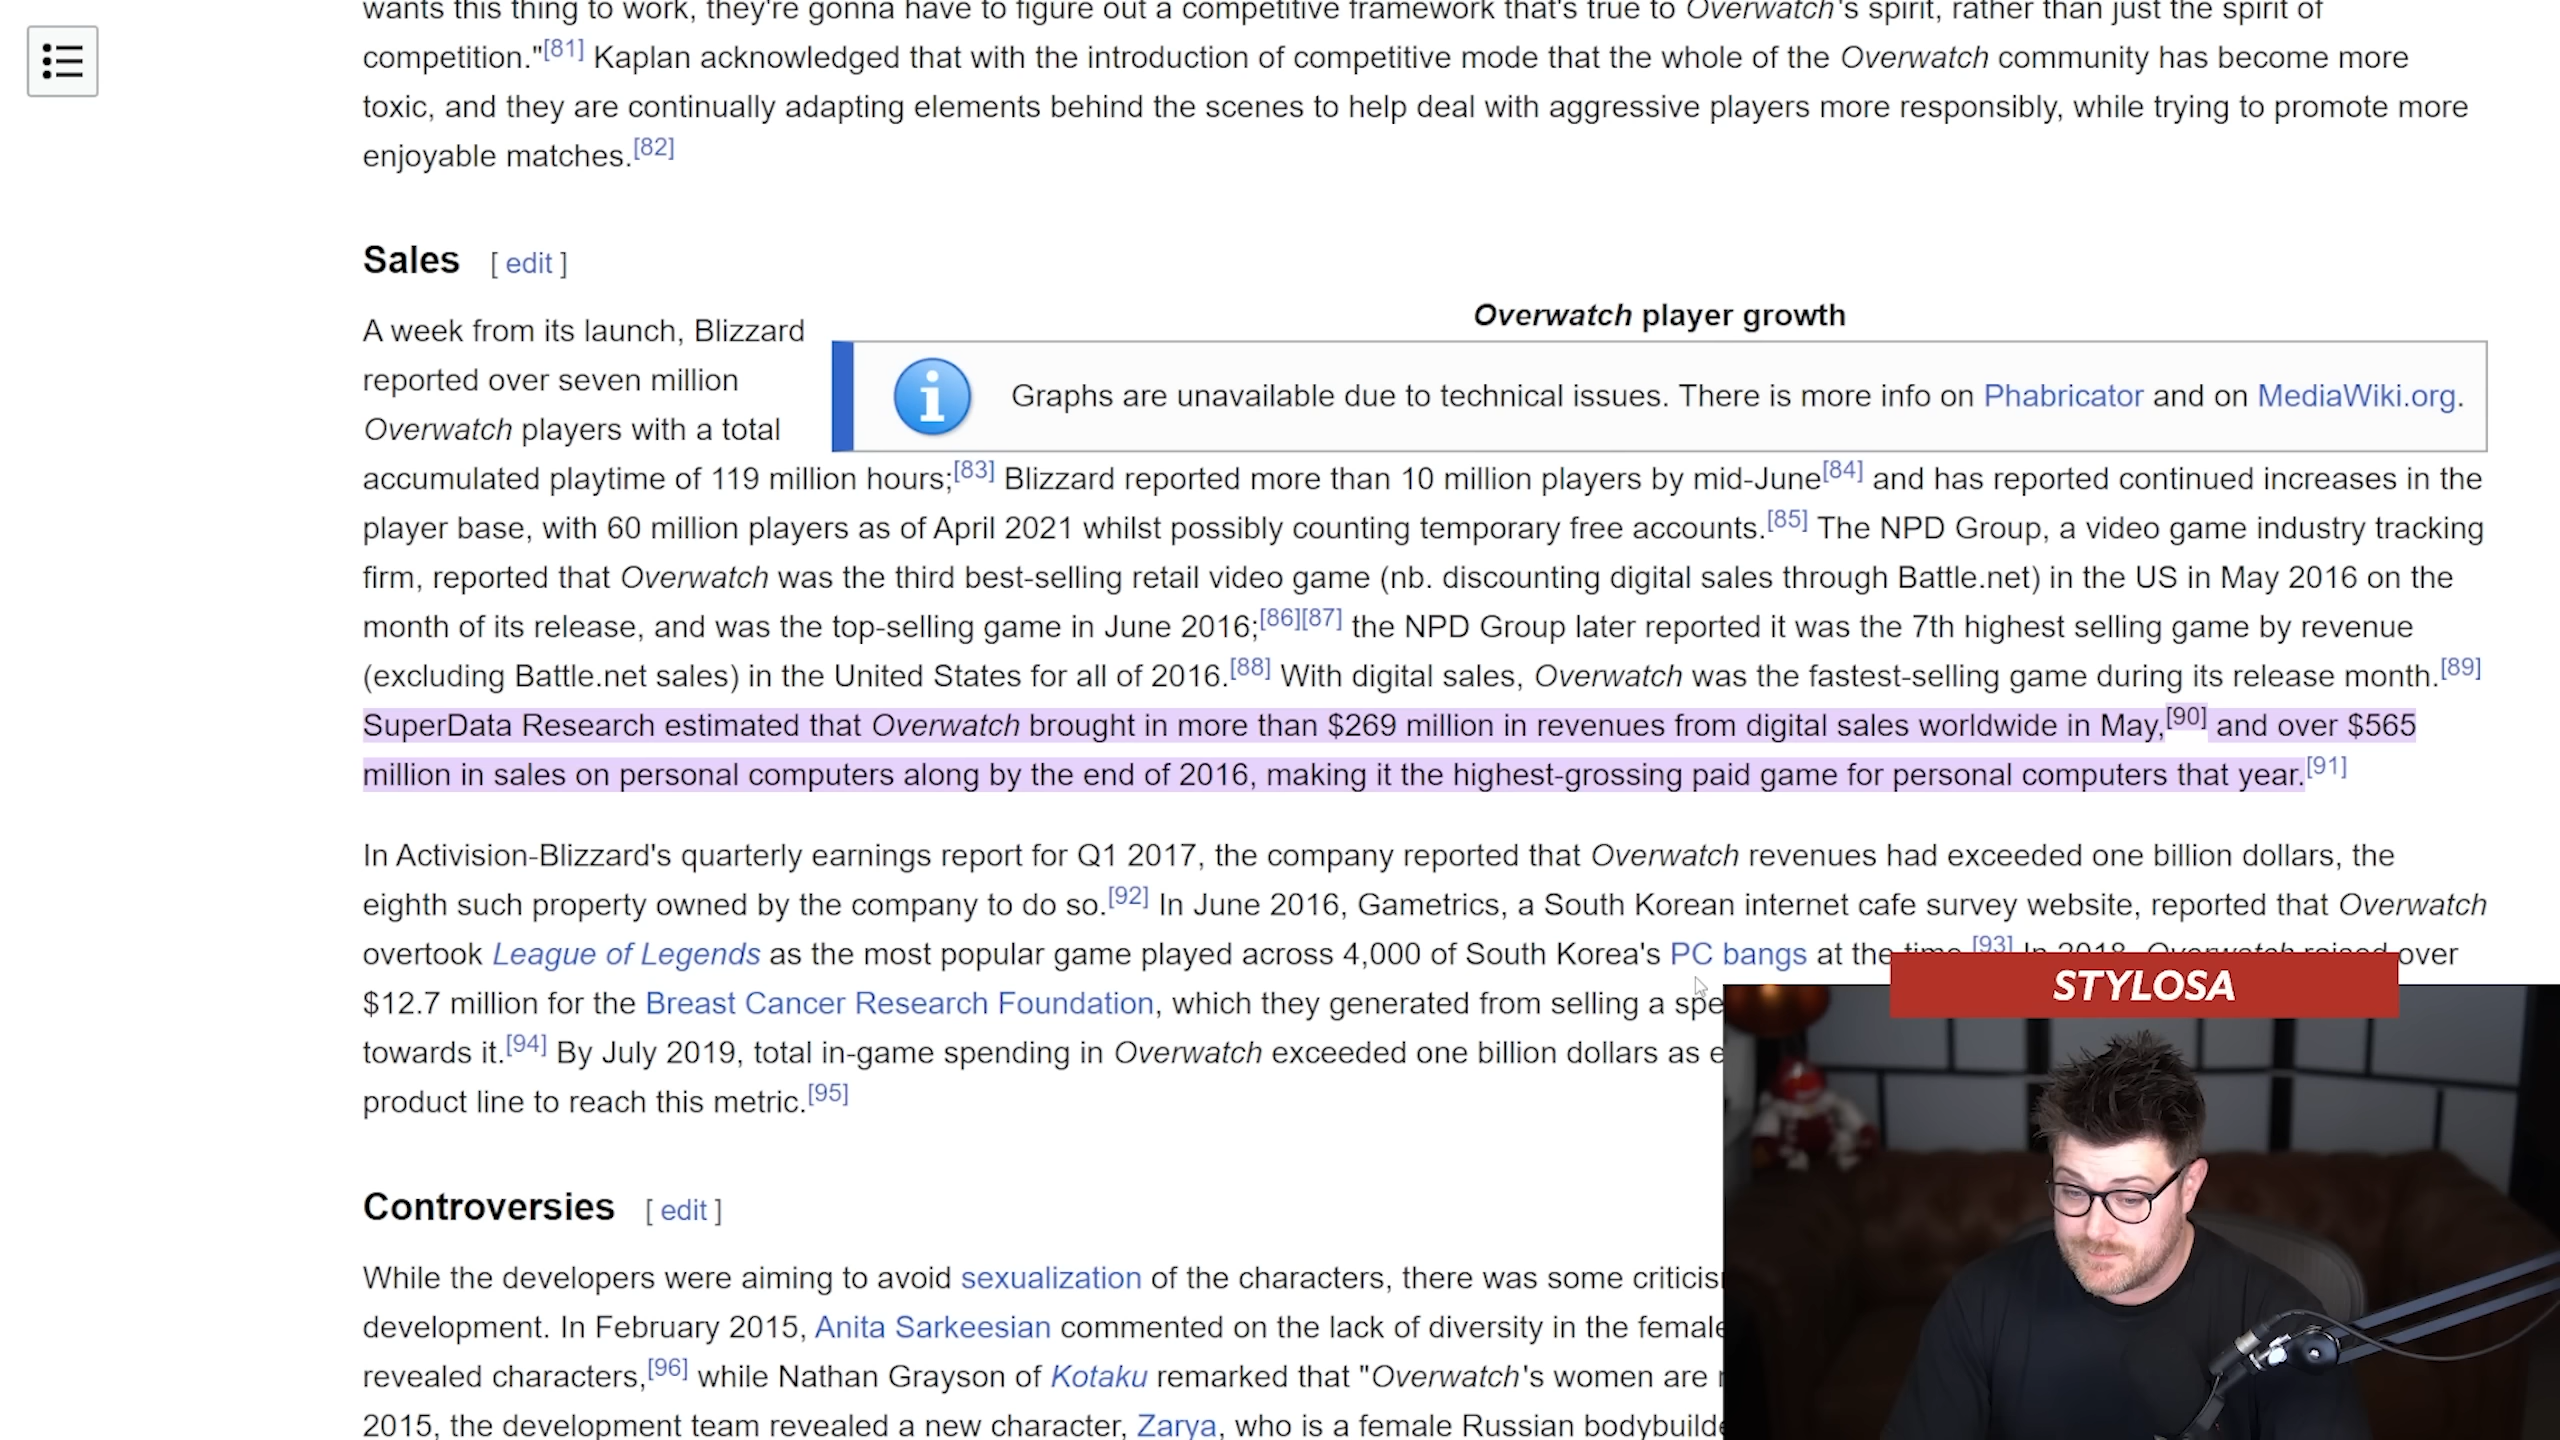 wants this thing to work, they're gonna have to figure out a competitive framework that's true to Overwatch's spirit, rather than just the spirit of
competition."[81] Kaplan acknowledged that with the introduction of competitive mode that the whole of the Overwatch community has become more
toxic, and they are continually adapting elements behind the scenes to help deal with aggressive players more responsibly, while trying to promote more
enjoyable matches.[82]
Sales [ edit ]
Overwatch player growth
Graphs are unavailable due to technical issues. There is more info on Phabricator and on MediaWiki.org.
A week from its launch, Blizzard
reported over seven million
Overwatch players with a total
accumulated playtime of 119 million hours;[83] Blizzard reported more than 10 million players by mid-June[84] and has reported continued increases in the
player base, with 60 million players as of April 2021 whilst possibly counting temporary free accounts.[85] The NPD Group, a video game industry tracking
firm, reported that Overwatch was the third best-selling retail video game (nb. discounting digital sales through Battle.net) in the US in May 2016 on the
month of its release, and was the top-selling game in June 2016;[86][87] the NPD Group later reported it was the 7th highest selling game by revenue
(excluding Battle.net sales) in the United States for all of 2016.[88] With digital sales, Overwatch was the fastest-selling game during its release month.[89]
SuperData Research estimated that Overwatch brought in more than $269 million in revenues from digital sales worldwide in May,[90] and over $565
million in sales on personal computers along by the end of 2016, making it the highest-grossing paid game for personal computers that year.[91]
In Activision-Blizzard's quarterly earnings report for Q1 2017, the company reported that Overwatch revenues had exceeded one billion dollars, the
eighth such property owned by the company to do so.[92] In June 2016, Gametrics, a South Korean internet cafe survey website, reported that Overwatch
overtook League of Legends as the most popular game played across 4,000 of South Korea's PC bangs at the time.[93] In 2018, Overwatch raised over
$12.7 million for the Breast Cancer Research Foundation, which they generated from selling a
towards it.[94] By July 2019, total in-game spending in Overwatch exceeded one billion dollars as
product line to reach this metric.[95]
STYLOSA
Controversies [ edit ]
While the developers were aiming to avoid sexualization of the characters, there was some
development. In February 2015, Anita Sarkeesian commented on the lack of diversity in the
revealed characters,[96] while Nathan Grayson of Kotaku remarked that "Overwatch's women are
2015, the development team revealed a new character, Zarya, who is a female Russian